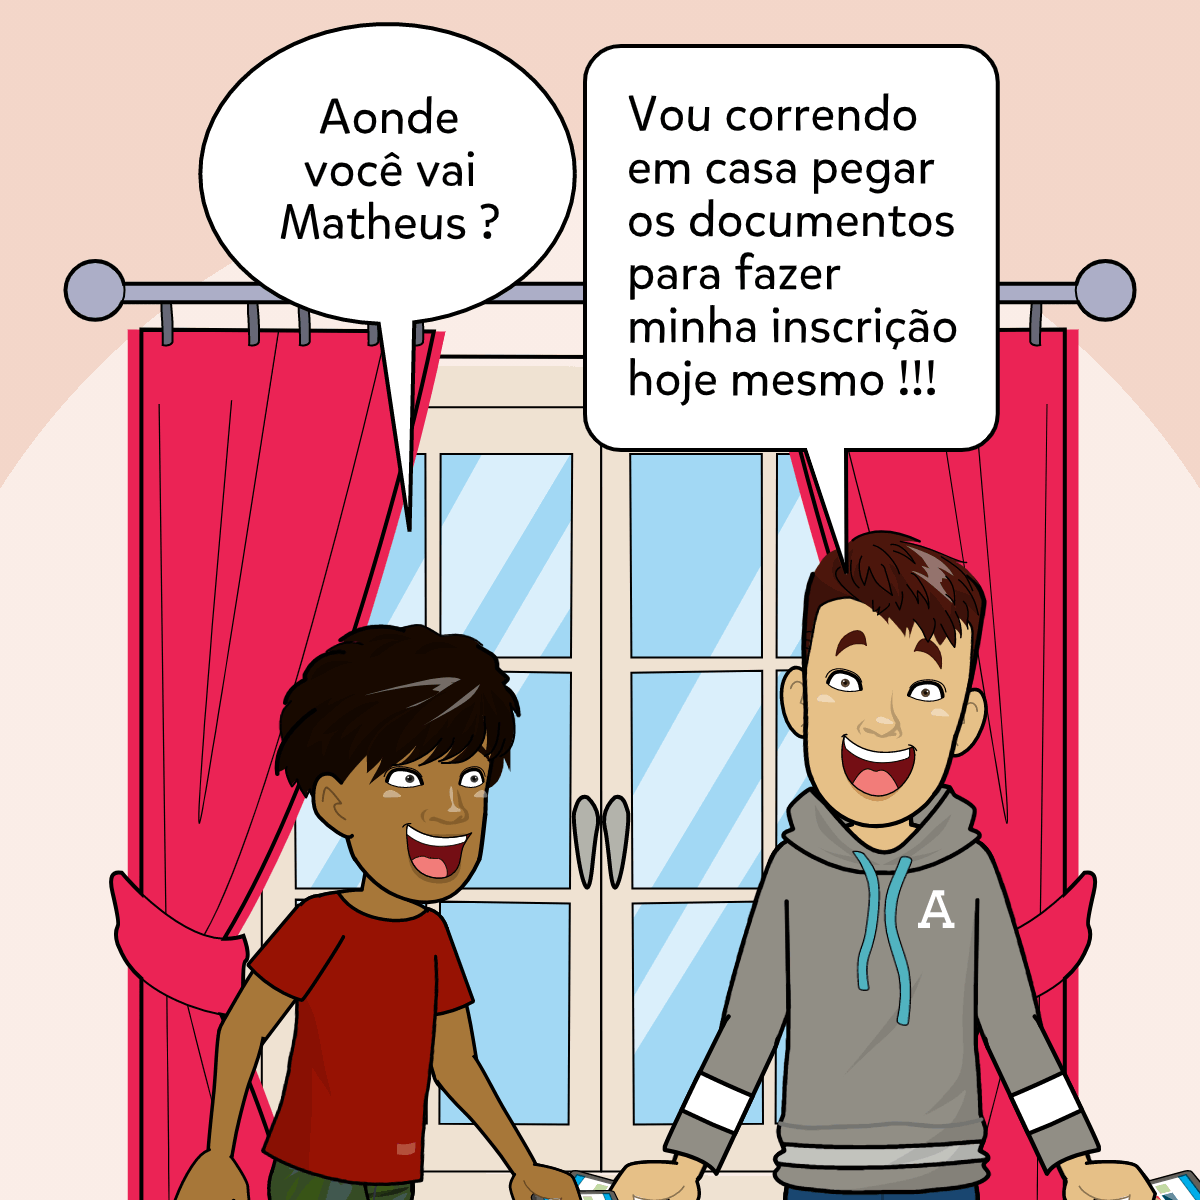 Aonde
você vai
Matheus ?
Vou correndo
em casa pegar
os documentos
para fazer
minha inscrição
hoje mesmo !!!
A